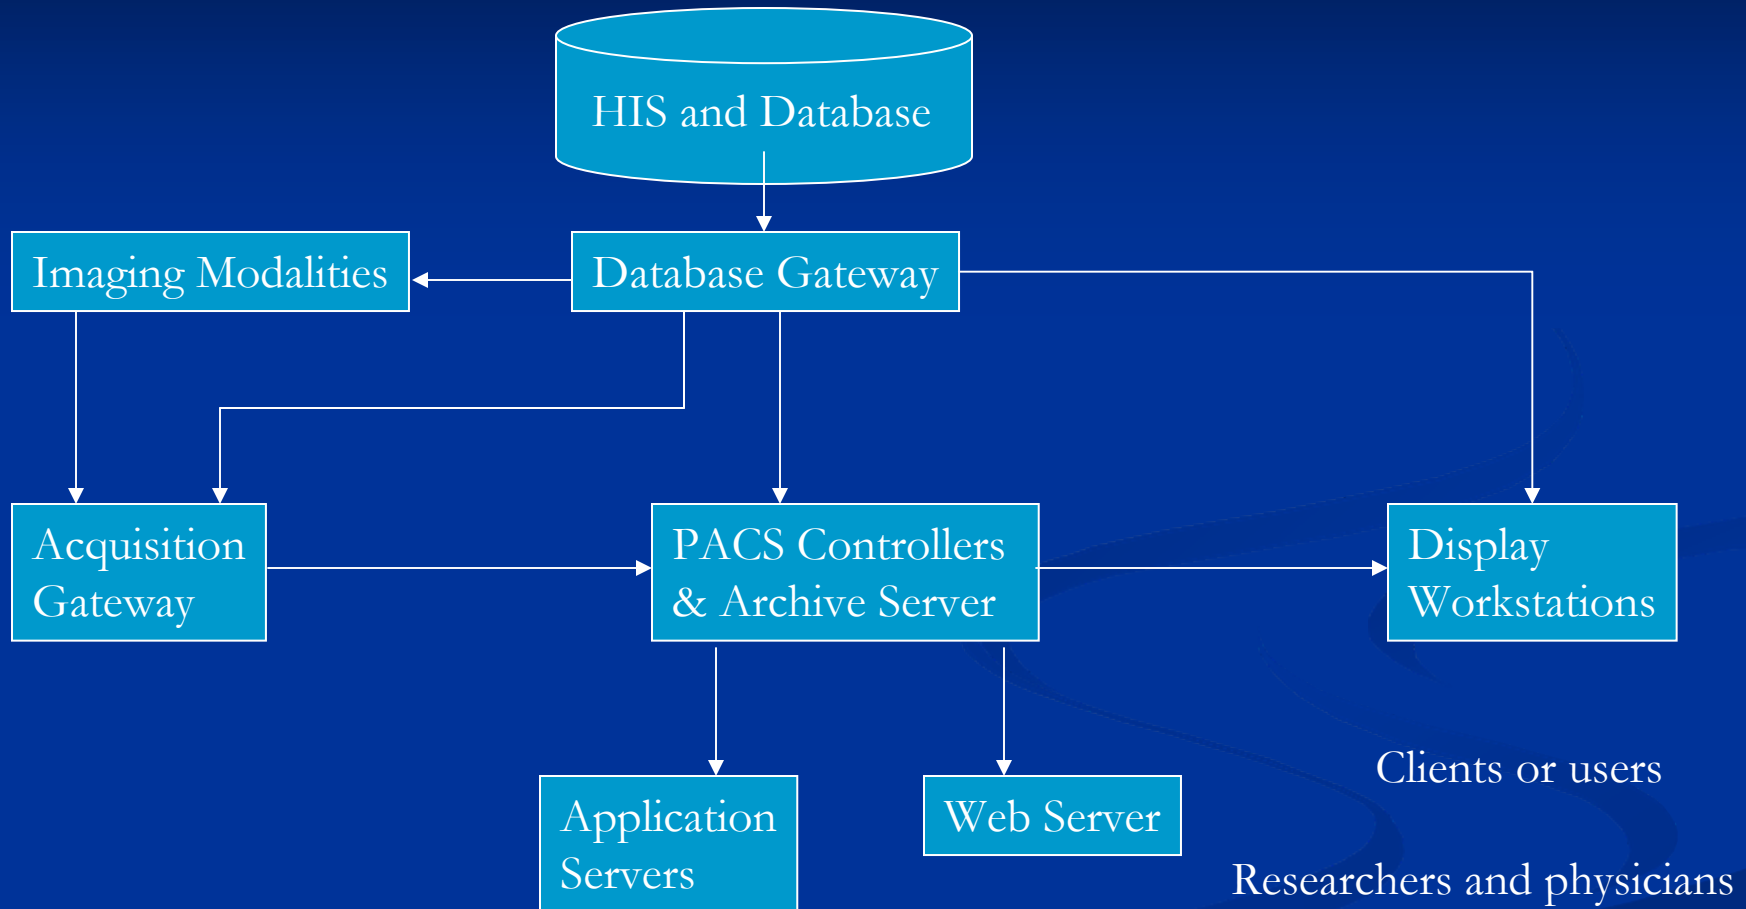 HIS and Database
Imaging Modalities
Database Gateway
Acquisition
Gateway
PACS Controllers
& Archive Server
Display
Workstations
Clients or users
Application
Servers
Web Server
Researchers and physicians